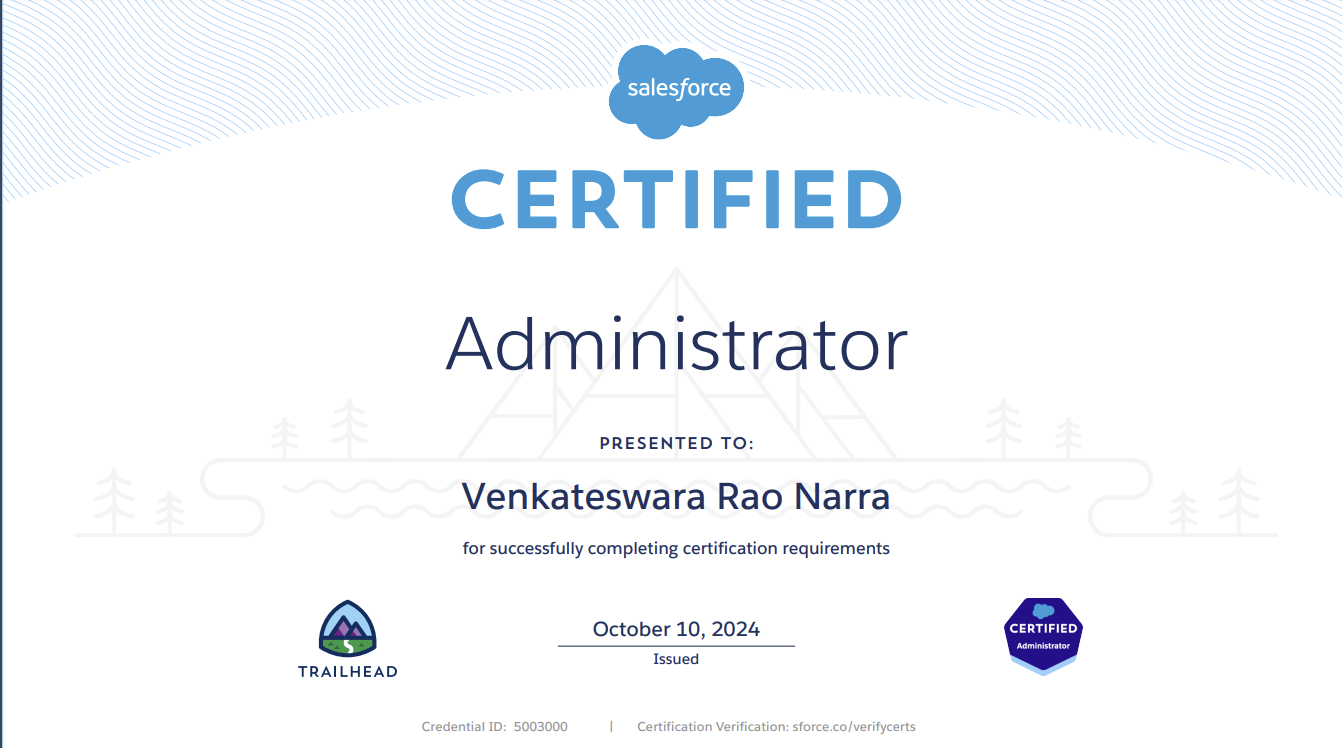 salesforce
CERTIFIED
Administrator
PRESENTED TO:
Venkateswara Rao Narra
for successfully completing certification requirements
TRAILHEAD
October 10, 2024
Issued
CERTIFIED
Administrator
Credential ID: 5003000 | Certification Verification: sforce.co/verifycerts